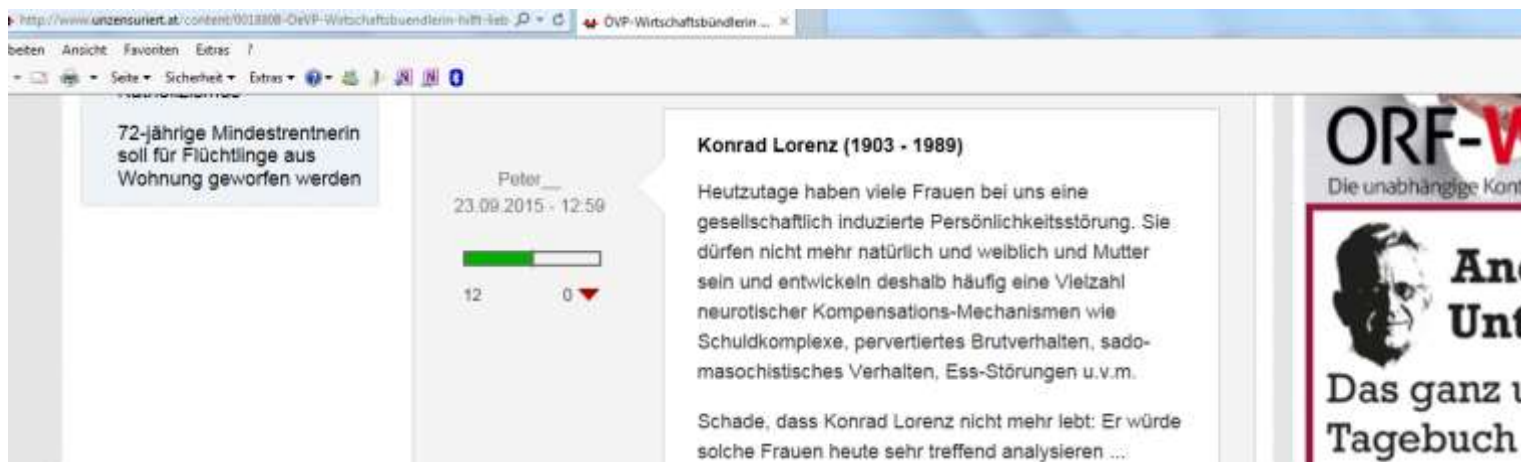 http://www.unzensuriert.at/content/0018808-OeVP-Wirtschaftsbuendlerin-hilft-lieb
ÖVP-Wirtschaftsbündlerin ...
beiten Ansicht Favoriten Extras ?
Seite Sicherheit Extras
72-jährige Mindestrentnerin
soll für Flüchtlinge aus
Wohnung geworfen werden
Peter__
23.09.2015 - 12:59
12 0
Konrad Lorenz (1903 - 1989)
Heutzutage haben viele Frauen bei uns eine
gesellschaftlich induzierte Persönlichkeitsstörung. Sie
dürfen nicht mehr natürlich und weiblich und Mutter
sein und entwickeln deshalb häufig eine Vielzahl
neurotischer Kompensations-Mechanismen wie
Schuldkomplexe, pervertiertes Brutverhalten, sado-
masochistisches Verhalten, Ess-Störungen u.v.m.
Schade, dass Konrad Lorenz nicht mehr lebt: Er würde
solche Frauen heute sehr treffend analysieren ...
ORF-W
Die unabhängige Kont
And
Unt
Das ganz u
Tagebuch